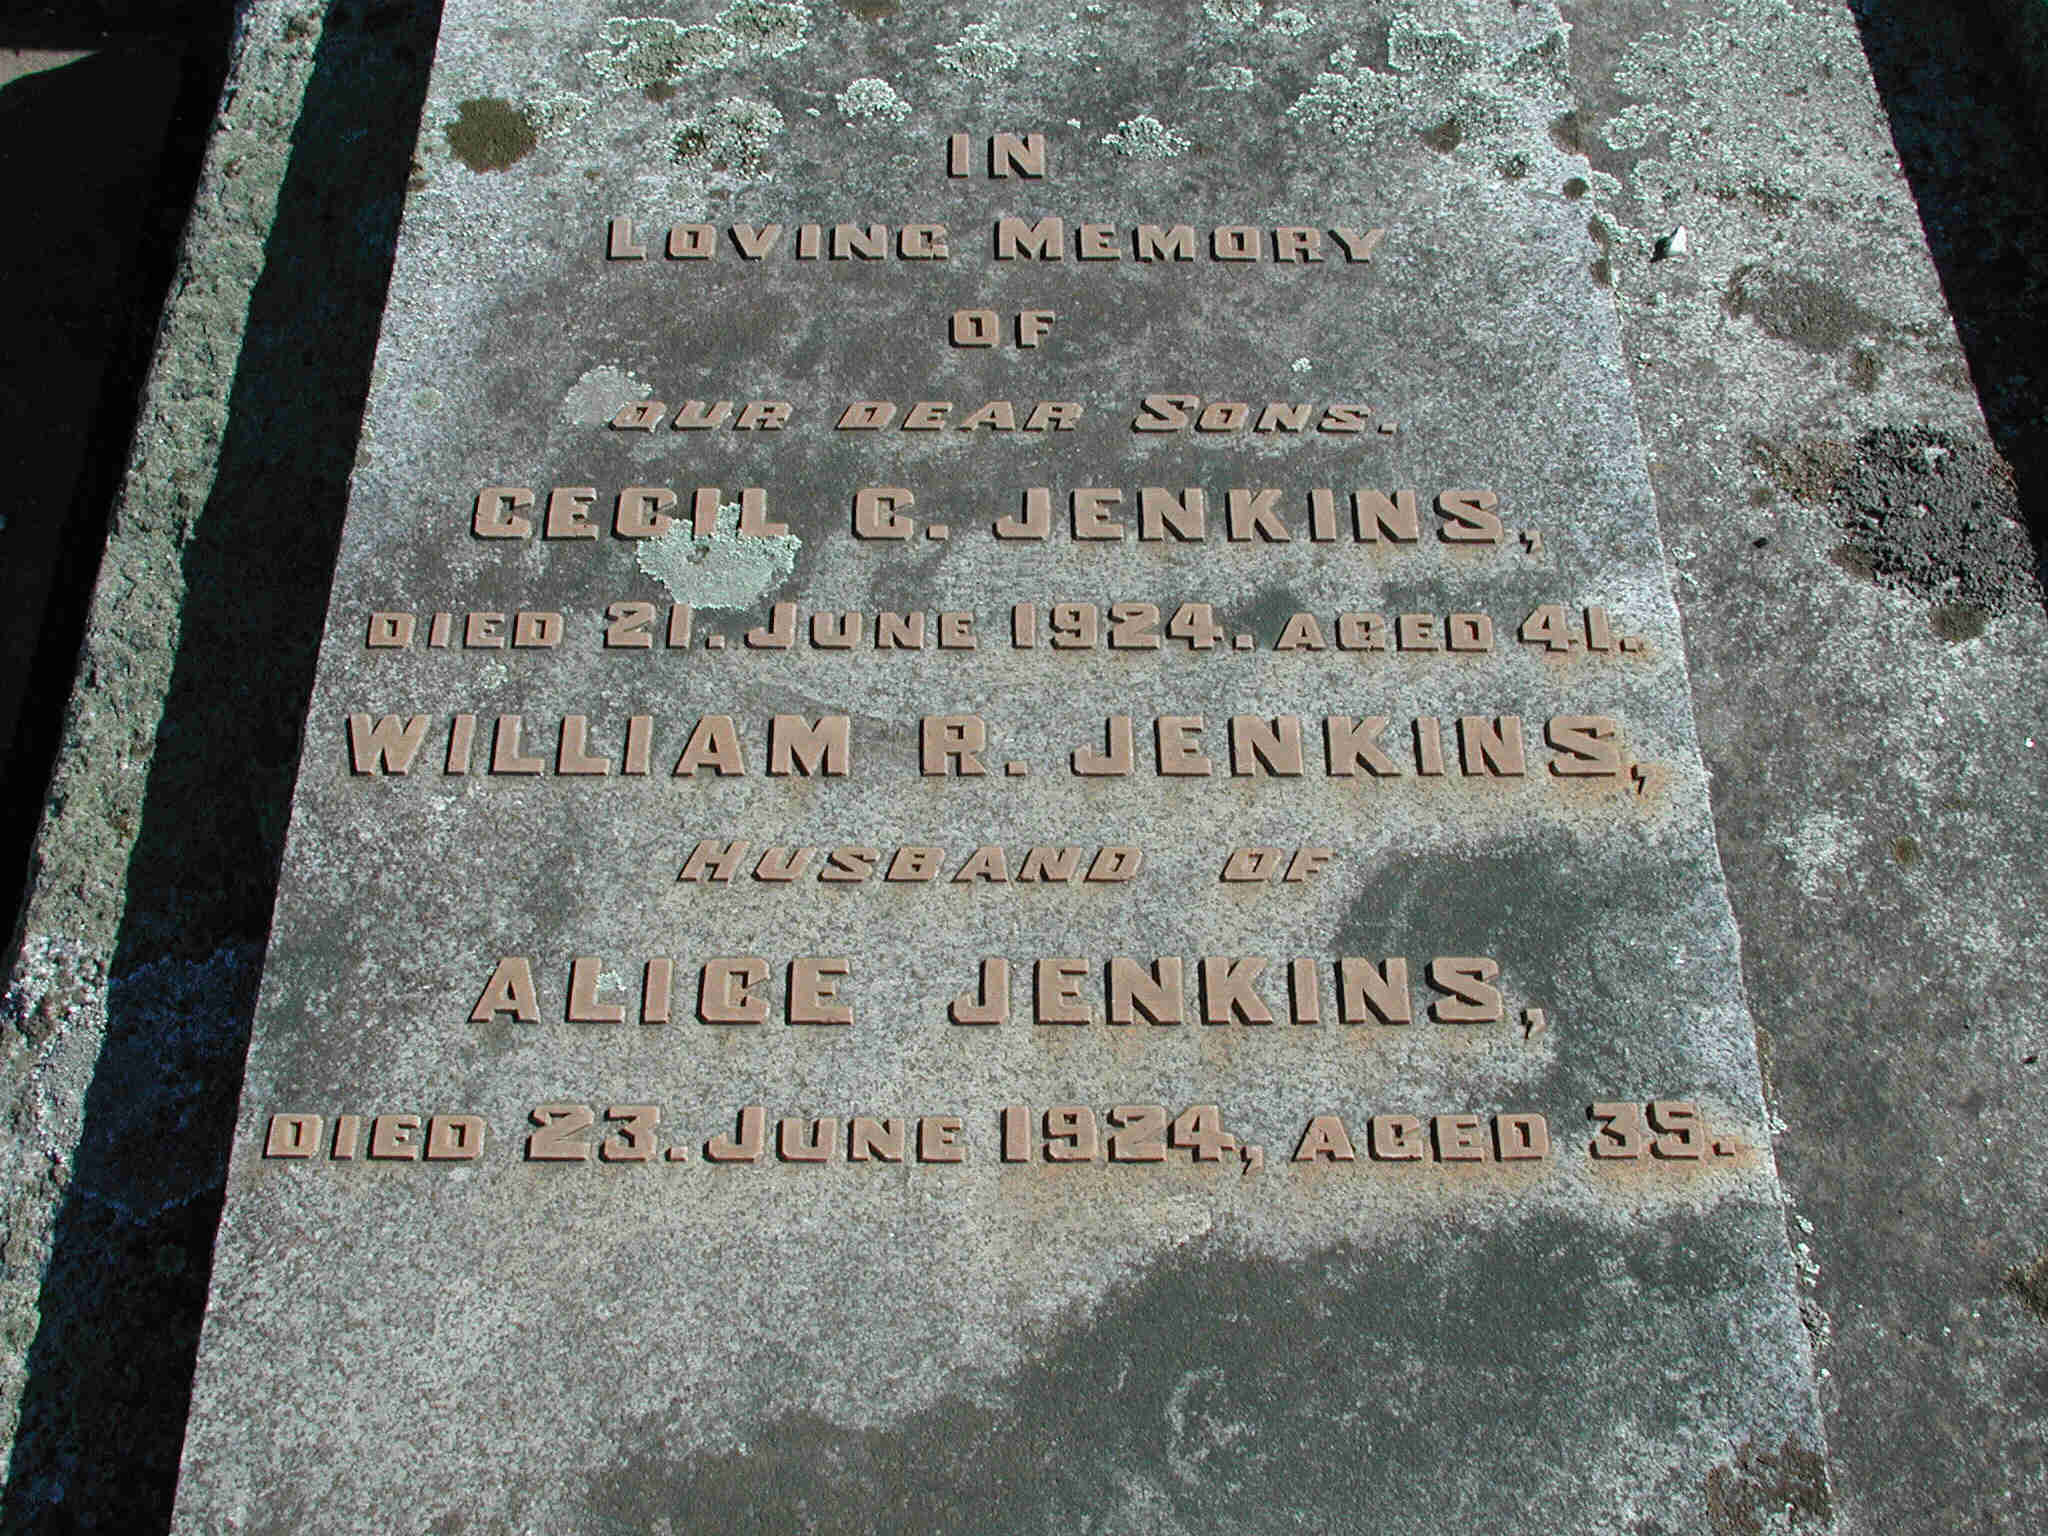 IN
LOVING MEMORY
OF
OUR DEAR SONS.
CECIL C. JENKINS,
DIED 21. JUNE 1924. AGED 41.
WILLIAM R. JENKINS,
HUSBAND OF
ALICE JENKINS,
DIED 23. JUNE 1924, AGED 35.